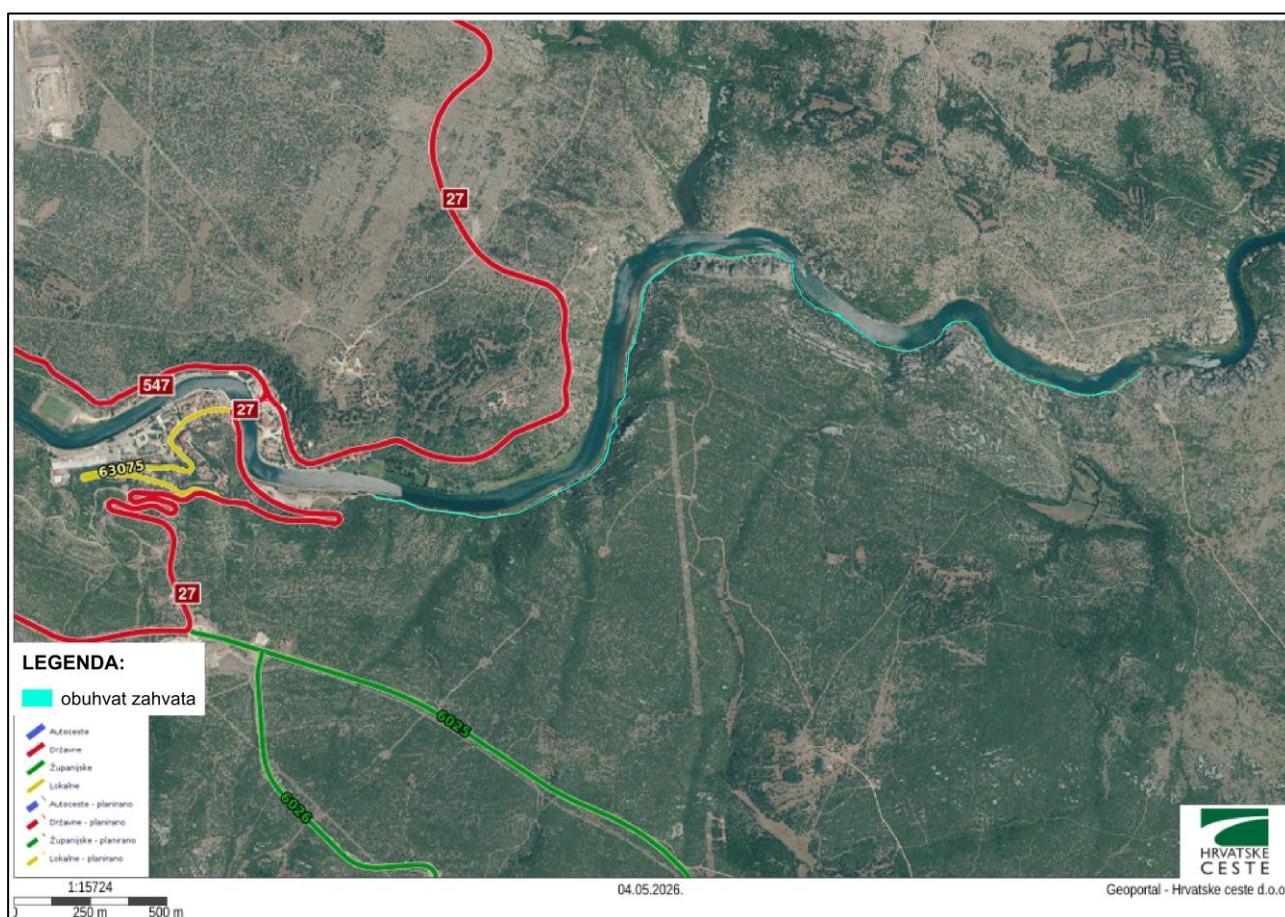 27
547
27
63075
27
6025
6026
LEGENDA:
obuhvat zahvata
Autoceste
Državne
Županijske
Lokalne
Autoceste - planirano
Državne - planirano
Županijske - planirano
Lokalne - planirano
HRVATSKE
CESTE
1:15724
0 250 m 500 m
04.05.2026.
Geoportal - Hrvatske ceste d.o.o